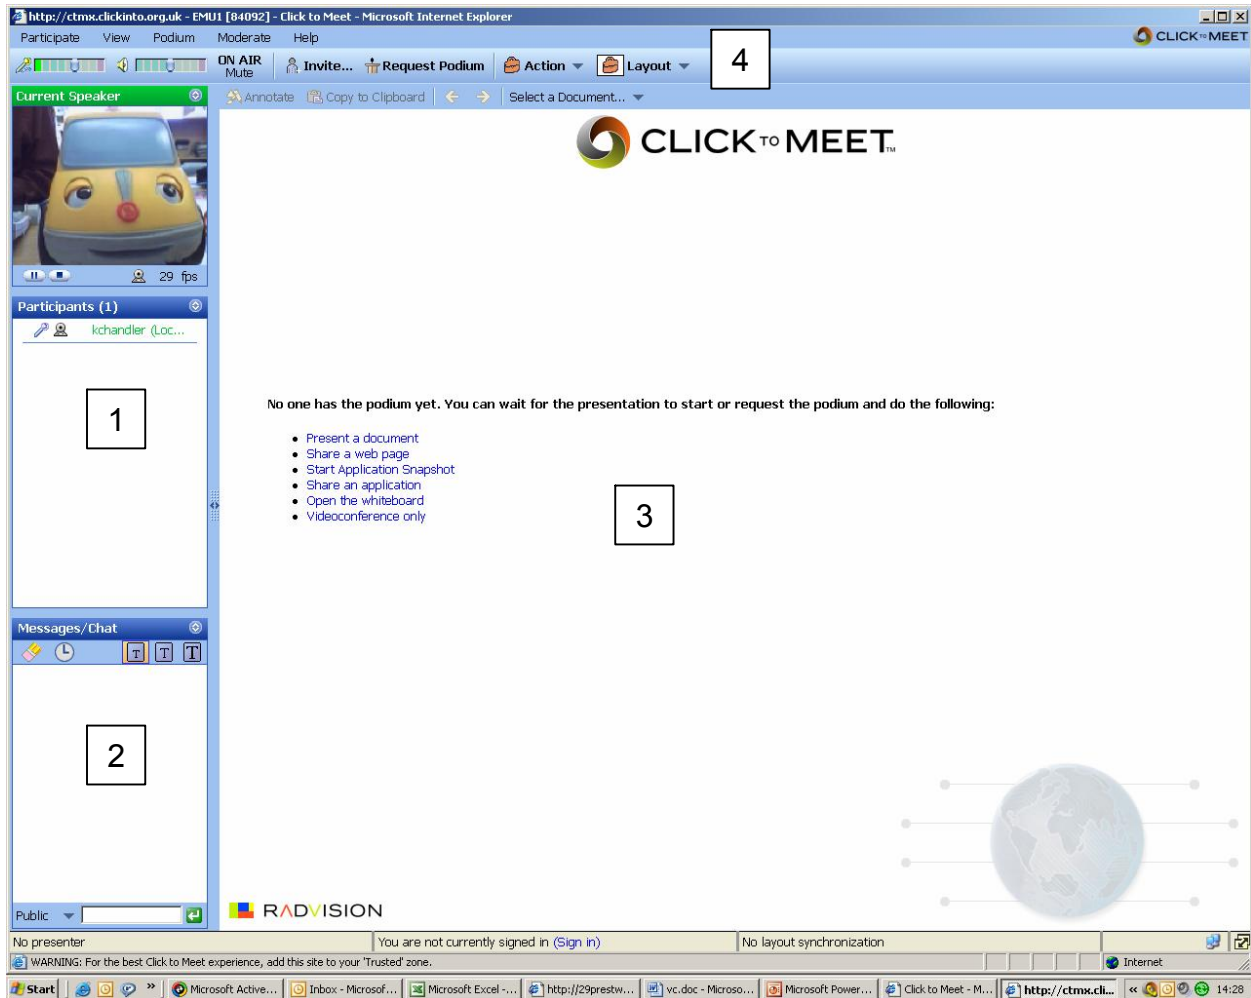 http://ctmx.clickinto.org.uk - EMU1 [84092] - Click to Meet - Microsoft Internet Explorer
Participate View Podium Moderate Help
CLICK TO MEET
ON AIR
Mute
Invite... Request Podium Action Layout
4
Current Speaker
Annotate Copy to Clipboard Select a Document...
CLICK TO MEET™
29 fps
Participants (1)
kchandler (Loc...
1
No one has the podium yet. You can wait for the presentation to start or request the podium and do the following:
• Present a document
• Share a web page
• Start Application Snapshot
• Share an application
• Open the whiteboard
• Videoconference only
3
Messages/Chat
T T T
2
Public
RADVISION
No presenter You are not currently signed in (Sign in) No layout synchronization
WARNING: For the best Click to Meet experience, add this site to your 'Trusted' zone. Internet
Start » Microsoft Active... Inbox - Microsof... Microsoft Excel -... http://29prestw... vc.doc - Microso... Microsoft Power... Click to Meet - M... http://ctmx.cli... « 14:28